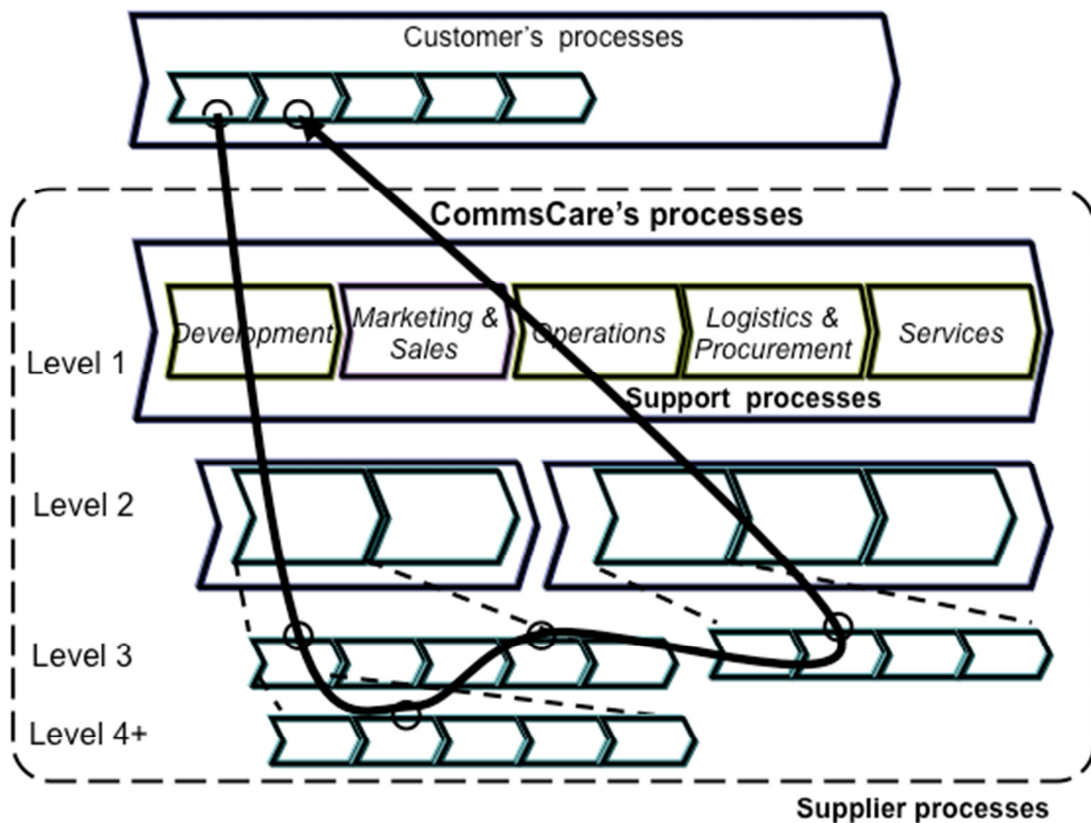 Customer's processes
CommsCare's processes
Level 1
Development
Marketing &
Sales
Operations
Logistics &
Procurement
Services
Support processes
Level 2
Level 3
Level 4+
Supplier processes